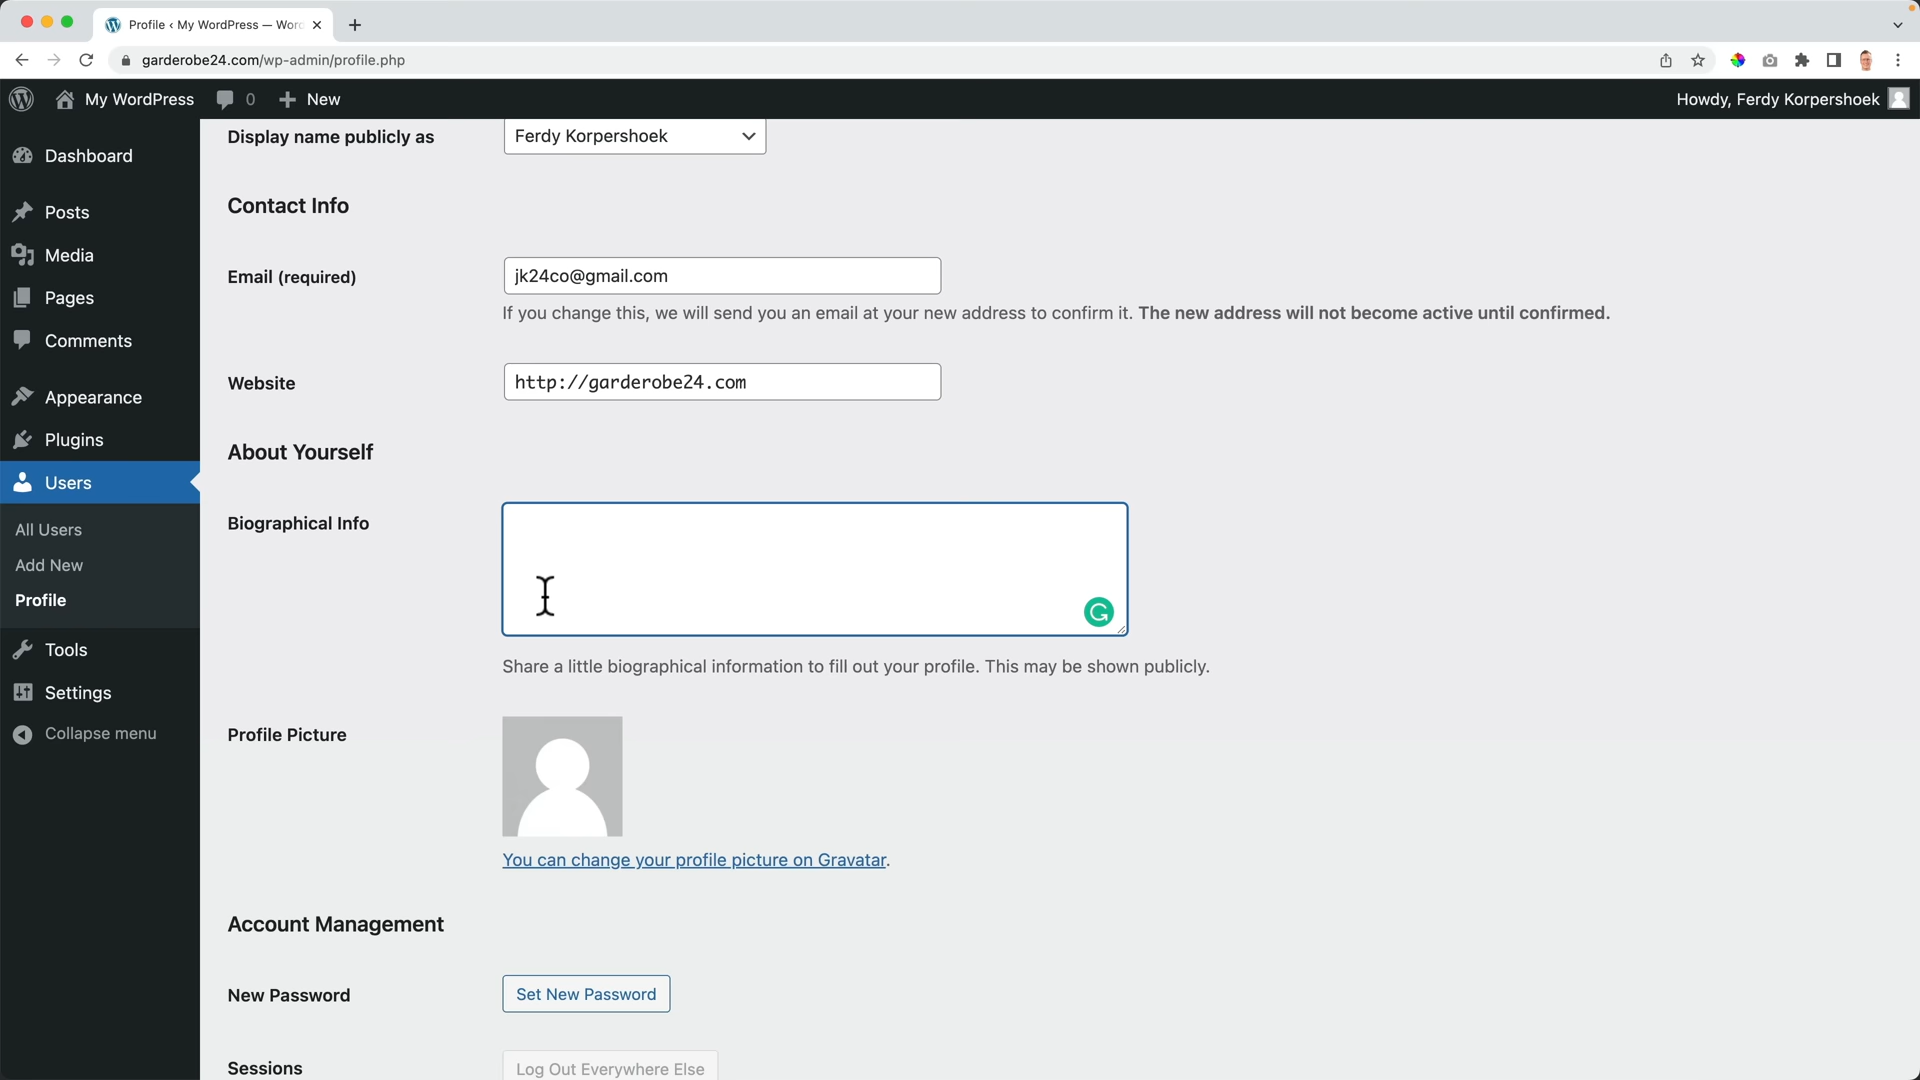 Profile ‹ My WordPress — Worc
garderobe24.com/wp-admin/profile.php
My WordPress
0
New
Howdy, Ferdy Korpershoek
Dashboard
Posts
Media
Pages
Comments
Appearance
Plugins
Users
All Users
Add New
Profile
Tools
Settings
Collapse menu
Display name publicly as
Ferdy Korpershoek
Contact Info
Email (required)
jk24co@gmail.com
If you change this, we will send you an email at your new address to confirm it. The new address will not become active until confirmed.
Website
http://garderobe24.com
About Yourself
Biographical Info
Share a little biographical information to fill out your profile. This may be shown publicly.
Profile Picture
You can change your profile picture on Gravatar.
Account Management
New Password
Set New Password
Sessions
Log Out Everywhere Else